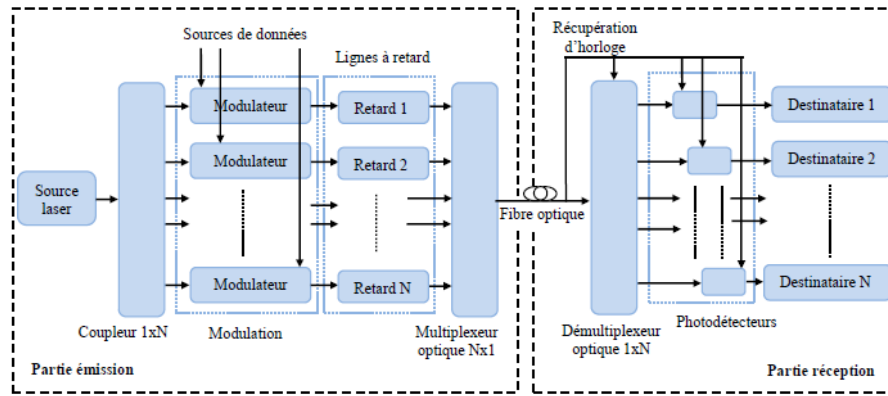 Sources de données
Lignes à retard
Récupération
d'horloge
Modulateur
Retard 1
Destinataire 1
Modulateur
Retard 2
Destinataire 2
Source
laser
Fibre optique
Modulateur
Retard N
Destinataire N
Coupleur 1xN
Modulation
Multiplexeur
optique Nx1
Démultiplexeur
optique 1xN
Photodétecteurs
Partie émission
Partie réception